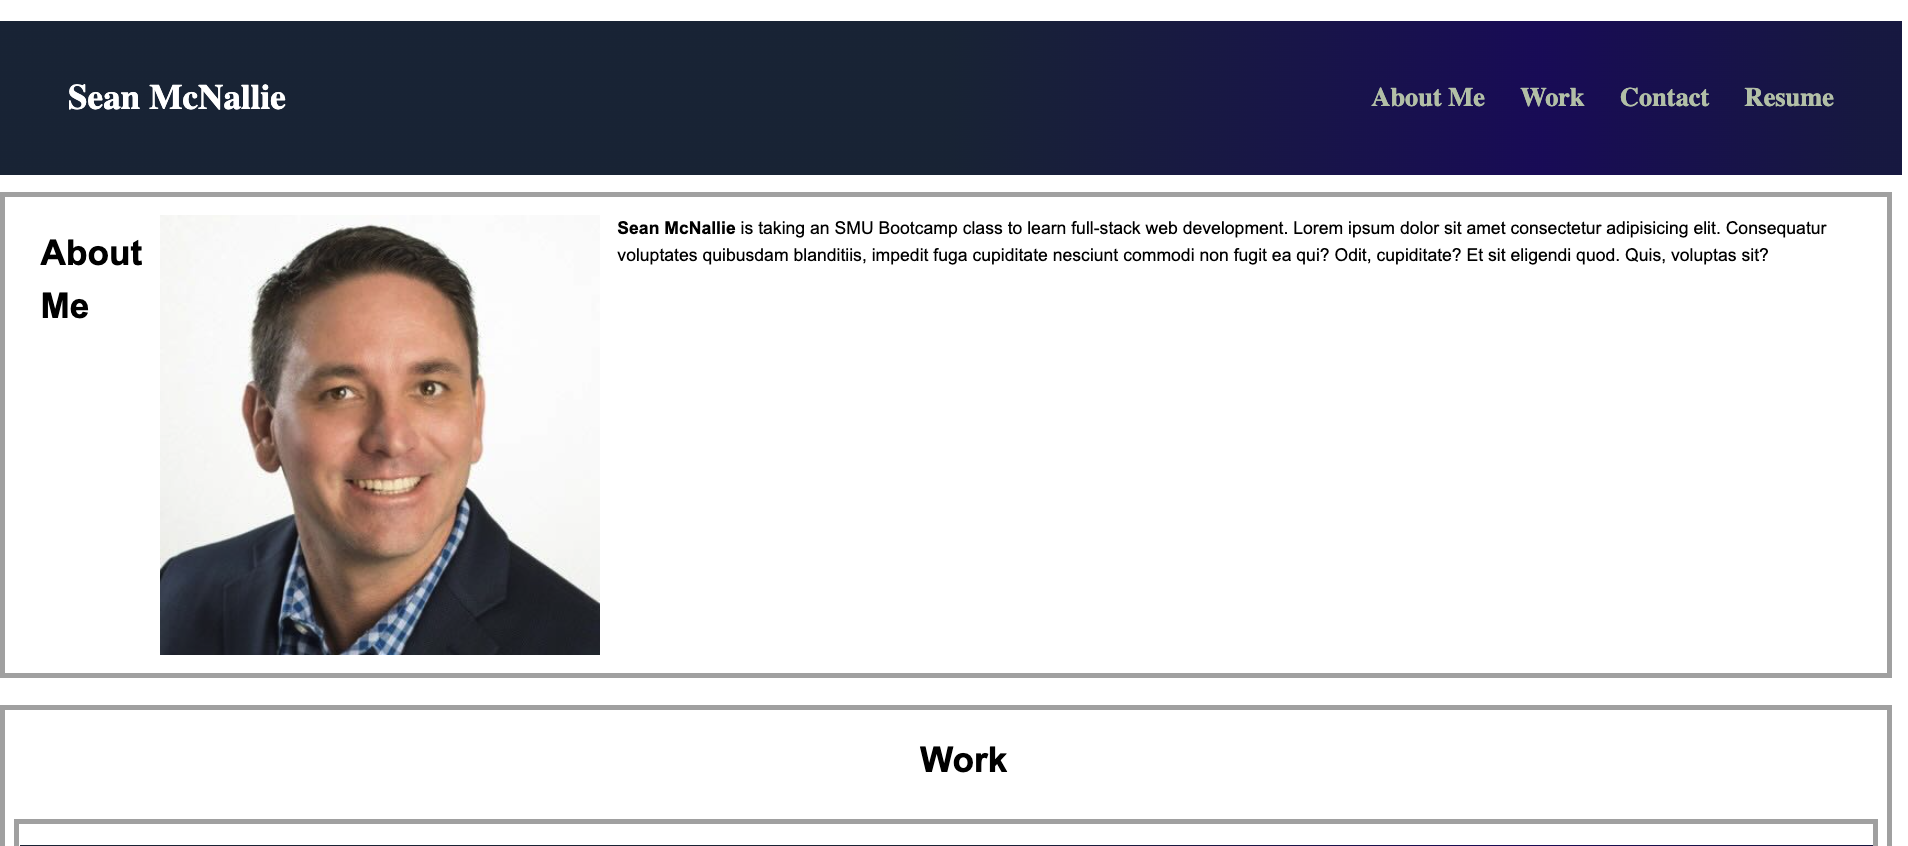 Sean McNallie
About Me Work Contact Resume
About
Me
Sean McNallie is taking an SMU Bootcamp class to learn full-stack web development. Lorem ipsum dolor sit amet consectetur adipisicing elit. Consequatur
voluptates quibusdam blanditiis, impedit fuga cupiditate nesciunt commodi non fugit ea qui? Odit, cupiditate? Et sit eligendi quod. Quis, voluptas sit?
Work